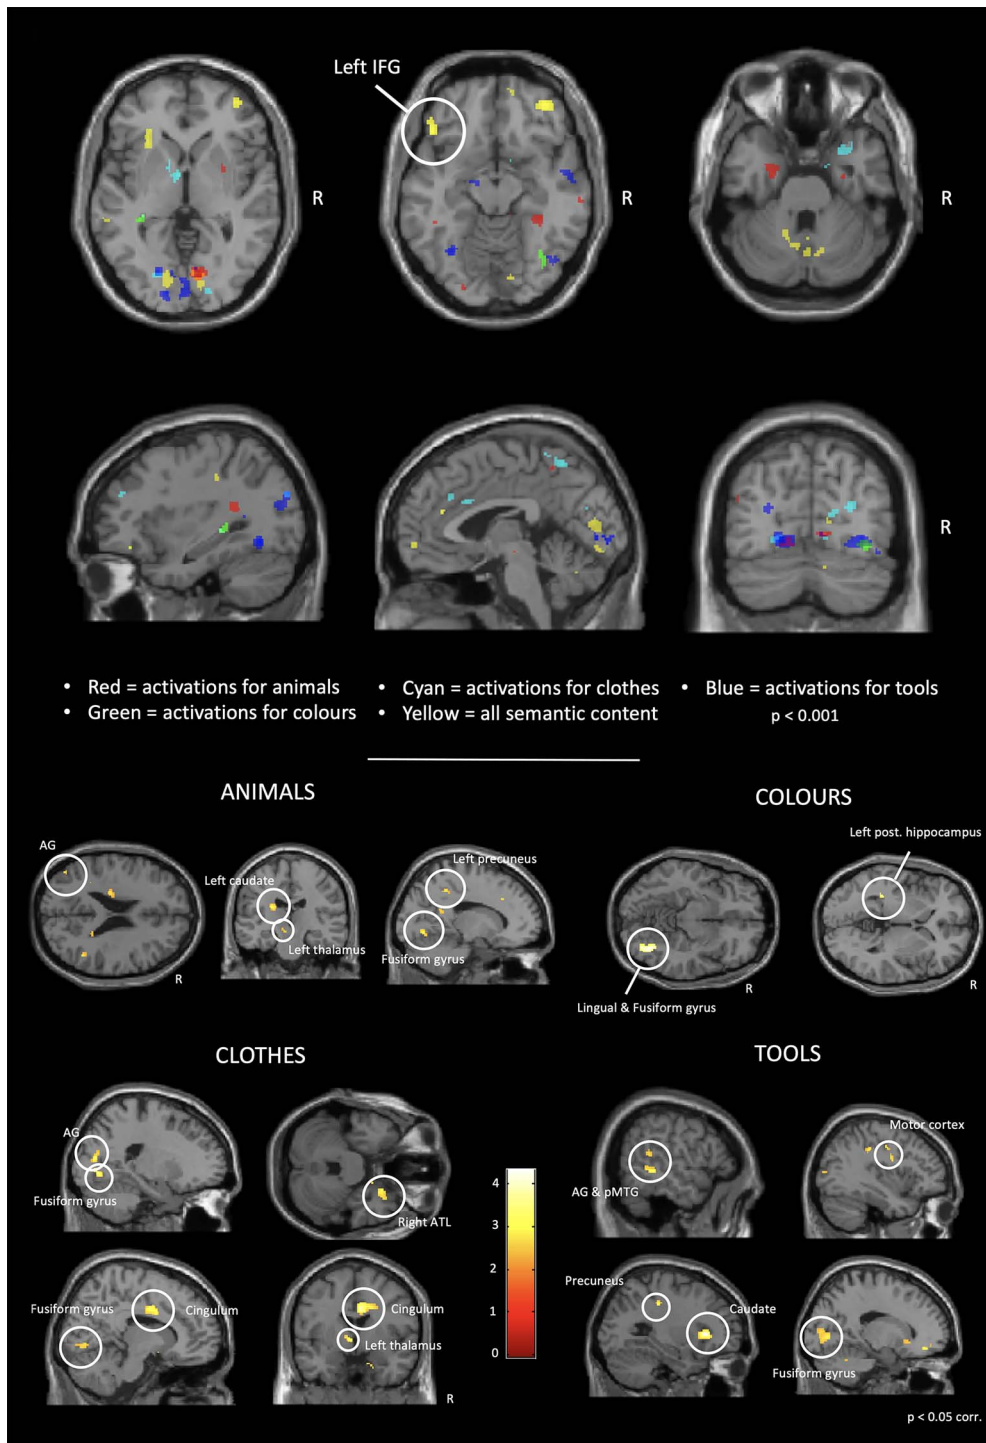 Left IFG
R
R
R
R
• Red = activations for animals
• Green = activations for colours
• Cyan = activations for clothes
• Yellow = all semantic content
• Blue = activations for tools
p < 0.001
ANIMALS
AG
Left caudate
Left thalamus
Left precuneus
Fusiform gyrus
R
COLOURS
Left post. hippocampus
Lingual & Fusiform gyrus
R
R
CLOTHES
AG
Fusiform gyrus
Right ATL
Fusiform gyrus
Cingulum
Cingulum
Left thalamus
R
4
3
2
1
0
TOOLS
AG & pMTG
Motor cortex
Precuneus
Caudate
Fusiform gyrus
p < 0.05 corr.